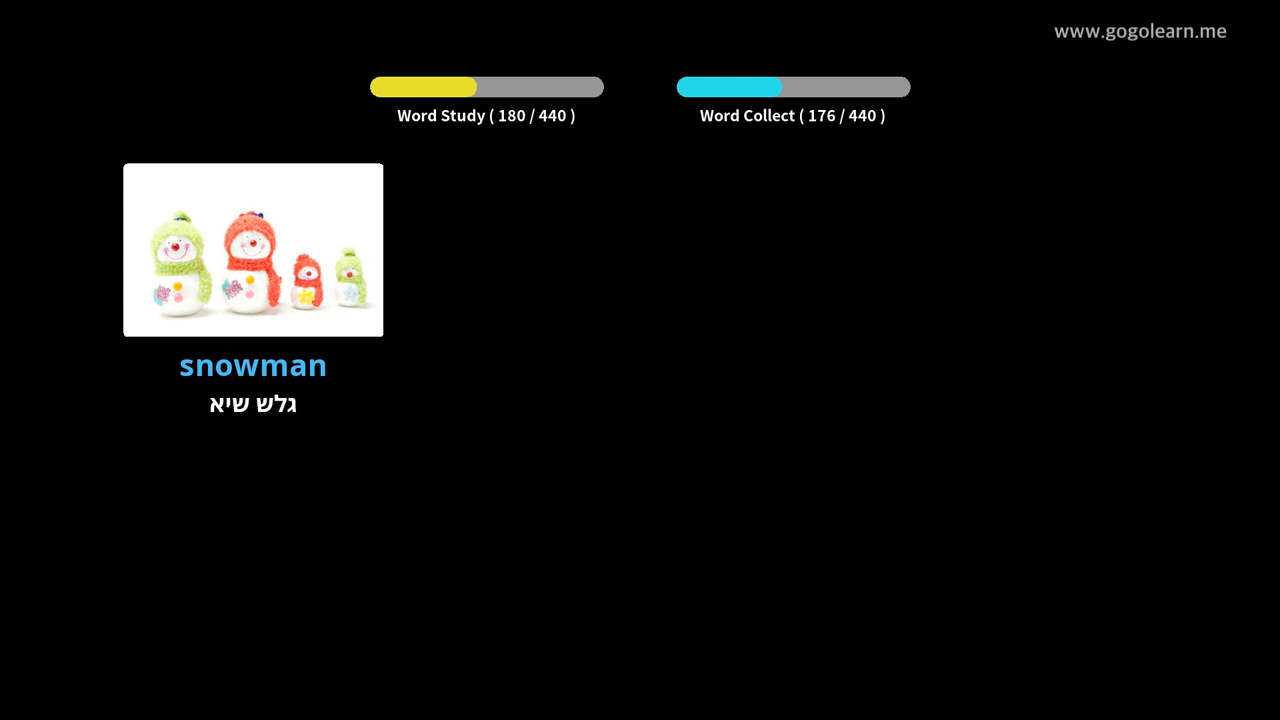 www.gogolearn.me
Word Study ( 180 / 440 )
Word Collect ( 176 / 440 )
snowman
גלש שיא